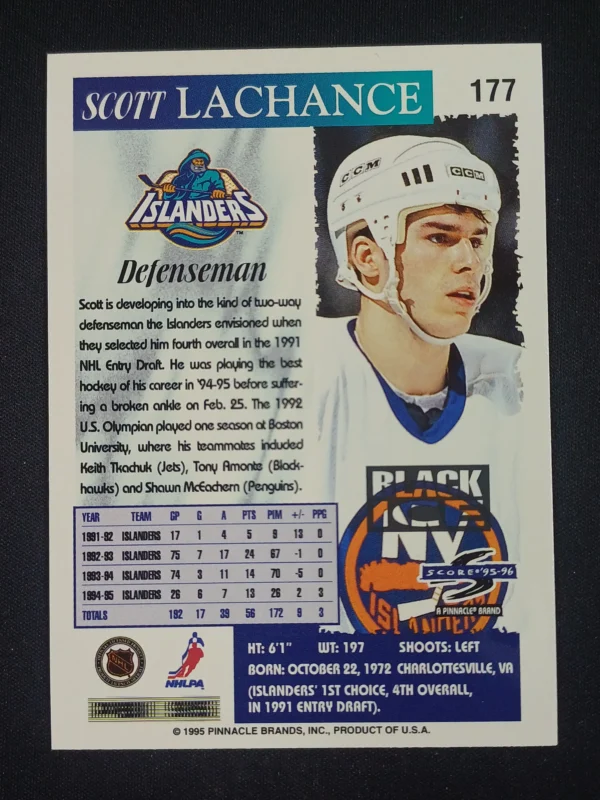 SCOTT LACHANCE
177
CCM
CCM
ISLANDERS
TM
Defenseman
Scott is developing into the kind of two-way
defenseman the Islanders envisioned when
they selected him fourth overall in the 1991
NHL Entry Draft. He was playing the best
hockey of his career in '94-95 before suffer-
ing a broken ankle on Feb. 25. The 1992
U.S. Olympian played one season at Boston
University, where his teammates included
Keith Tkachuk (Jets), Tony Amonte (Black-
hawks) and Shawn McEachern (Penguins).
YEAR TEAM GP G A PTS PIM +/- PPG
1991-92 ISLANDERS 17 1 4 5 9 13 0
1992-93 ISLANDERS 75 7 17 24 67 -1 0
1993-94 ISLANDERS 74 3 11 14 70 -5 0
1994-95 ISLANDERS 26 6 7 13 26 2 3
TOTALS 192 17 39 56 172 9 3
BLACK
ICE
NY
ISLANDERS
SCORE '95-96
A PINNACLE BRAND
NHL
NHLPA
HT: 6'1" WT: 197 SHOOTS: LEFT
BORN: OCTOBER 22, 1972 CHARLOTTESVILLE, VA
(ISLANDERS' 1ST CHOICE, 4TH OVERALL,
IN 1991 ENTRY DRAFT).
© 1995 PINNACLE BRANDS, INC., PRODUCT OF U.S.A.